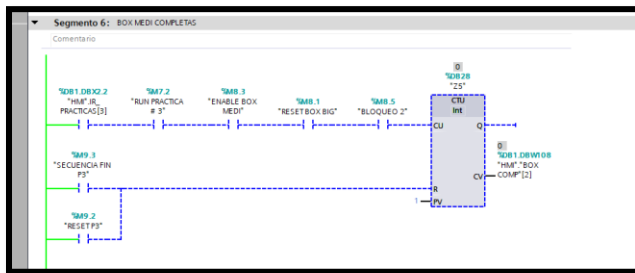 Segmento 6: BOX MEDI COMPLETAS
Comentario
0
%DB28
"Z5"
%DB1.DBX2.2
"HMI".IR_
PRACTICAS[3]
%M7.2
"RUN PRACTICA
# 3"
%M8.3
"ENABLE BOX
MEDI"
%M8.1
"RESET BOX BIG"
%M8.5
"BLOQUEO 2"
CTU
Int
CU
Q
%M9.3
"SECUENCIA FIN
P3"
0
%DB1.DBW108
"HMI"."BOX
COMP"[2]
CV
R
1
PV
%M9.2
"RESET P3"